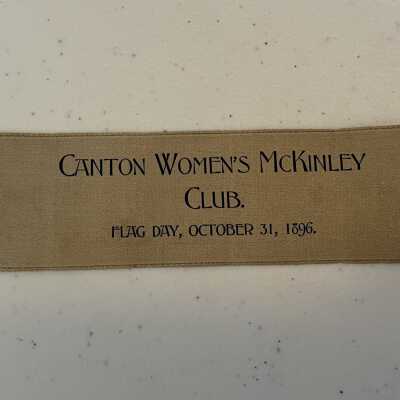 CANTON WOMEN'S MCKINLEY
CLUB.
FLAG DAY, OCTOBER 31, 1896.